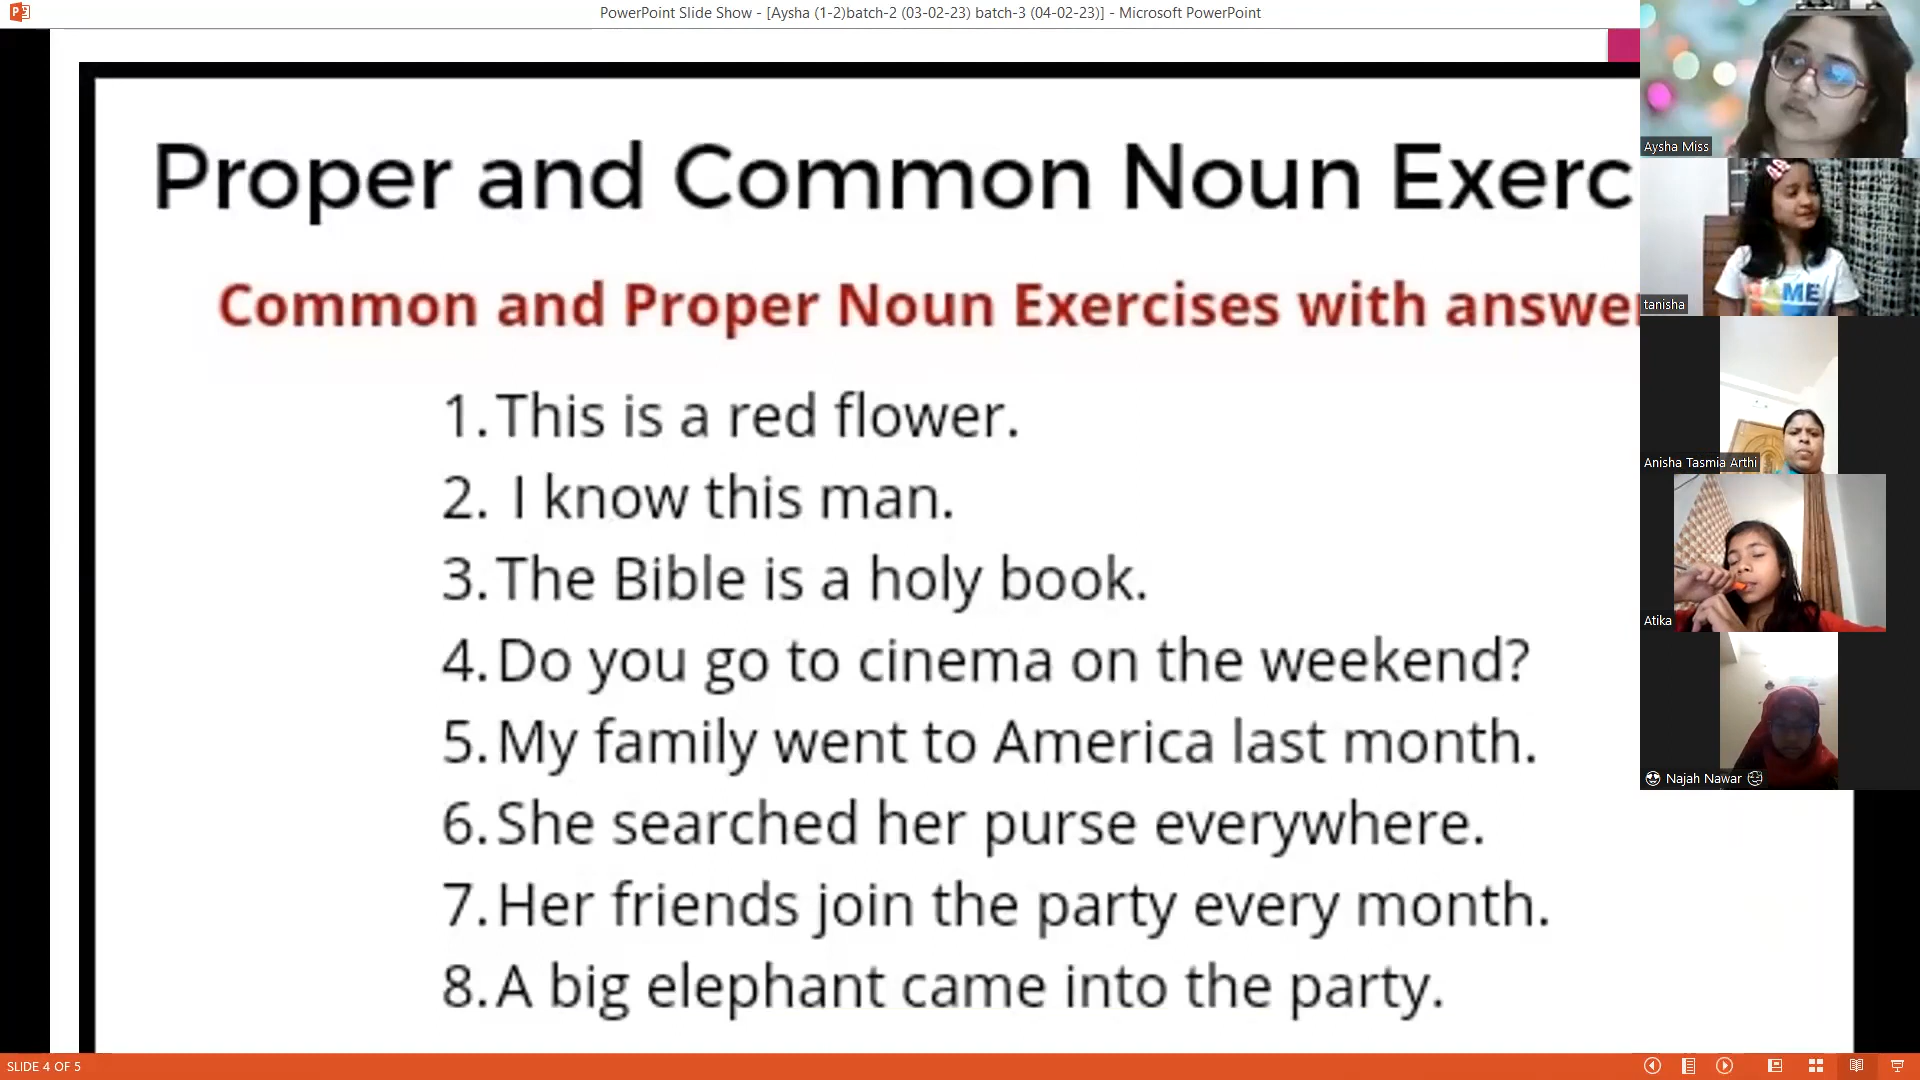 PowerPoint Slide Show - [Aysha (1-2)batch-2 (03-02-23) batch-3 (04-02-23)] - Microsoft PowerPoint
Proper and Common Noun Exerc
Common and Proper Noun Exercises with answe
1. This is a red flower.
2. I know this man.
3. The Bible is a holy book.
4. Do you go to cinema on the weekend?
5. My family went to America last month.
6. She searched her purse everywhere.
7. Her friends join the party every month.
8. A big elephant came into the party.
Aysha Miss
tanisha
ME
Anisha Tasmia Arthi
Atika
Najah Nawar
SLIDE 4 OF 5